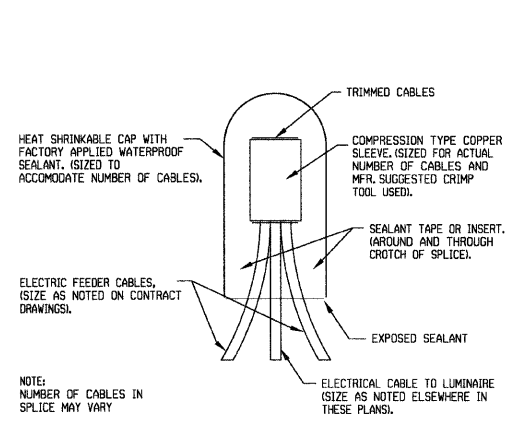 TRIMMED CABLES
HEAT SHRINKABLE CAP WITH
FACTORY APPLIED WATERPROOF
SEALANT. (SIZED TO
ACCOMODATE NUMBER OF CABLES).
COMPRESSION TYPE COPPER
SLEEVE. (SIZED FOR ACTUAL
NUMBER OF CABLES AND
MFR. SUGGESTED CRIMP
TOOL USED).
SEALANT TAPE OR INSERT.
(AROUND AND THROUGH
CROTCH OF SPLICE).
ELECTRIC FEEDER CABLES,
(SIZE AS NOTED ON CONTRACT
DRAWINGS).
EXPOSED SEALANT
ELECTRICAL CABLE TO LUMINAIRE
(SIZE AS NOTED ELSEWHERE IN
THESE PLANS).
NOTE:
NUMBER OF CABLES IN
SPLICE MAY VARY